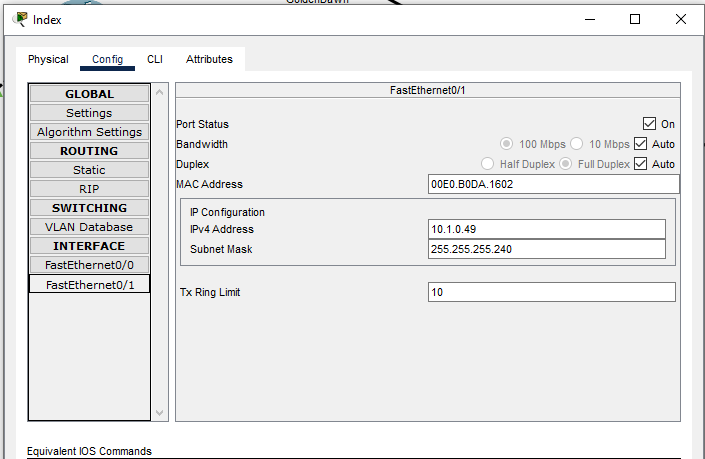 GoldenDawn
Index
Physical Config CLI Attributes
GLOBAL
Settings
Algorithm Settings
ROUTING
Static
RIP
SWITCHING
VLAN Database
INTERFACE
FastEthernet0/0
FastEthernet0/1
FastEthernet0/1
Port Status On
Bandwidth 100 Mbps 10 Mbps Auto
Duplex Half Duplex Full Duplex Auto
MAC Address 00E0.B0DA.1602
IP Configuration
IPv4 Address 10.1.0.49
Subnet Mask 255.255.255.240
Tx Ring Limit 10
Equivalent IOS Commands